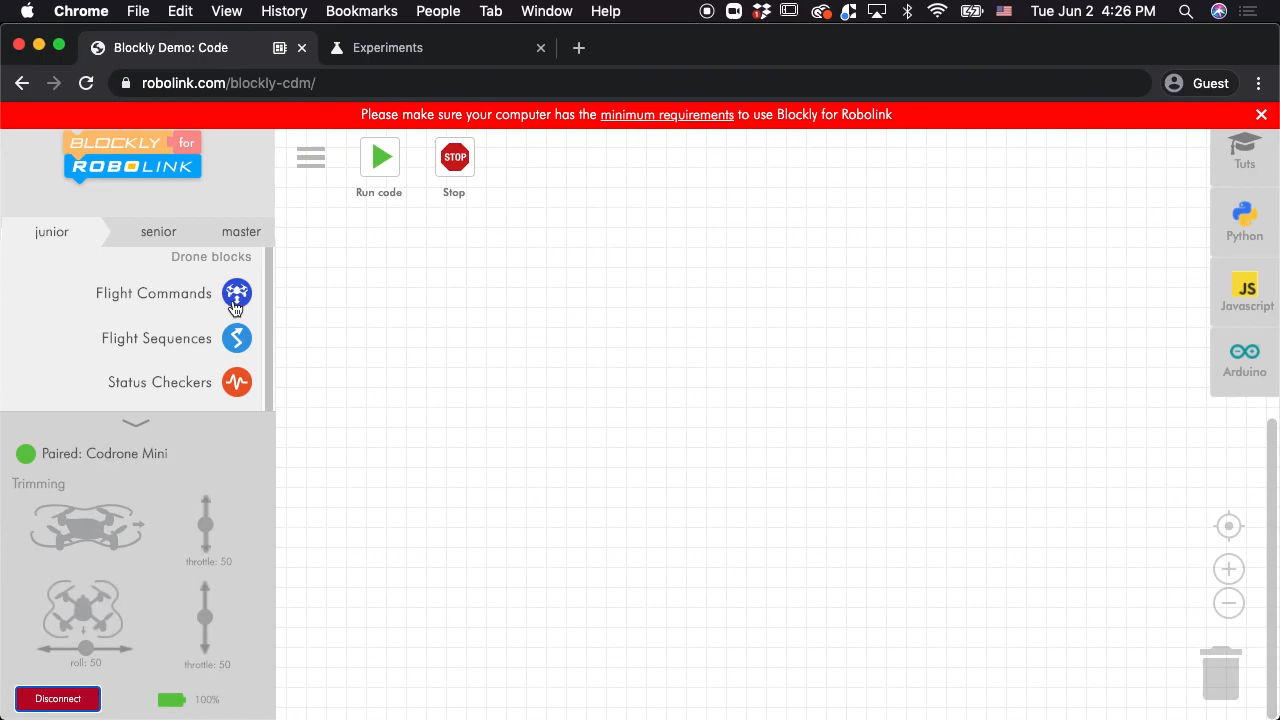 Chrome File Edit View History Bookmarks People Tab Window Help Tue Jun 2 4:26 PM
Blockly Demo: Code Experiments
robolink.com/blockly-cdm/ Guest
Please make sure your computer has the minimum requirements to use Blockly for Robolink
BLOCKLY for
ROBOLINK
Run code
STOP
Stop
junior senior master
Drone blocks
Flight Commands
Flight Sequences
Status Checkers
Paired: Codrone Mini
Trimming
throttle: 50
roll: 50
throttle: 50
Disconnect
100%
Tuts
Python
JS
Javascript
Arduino